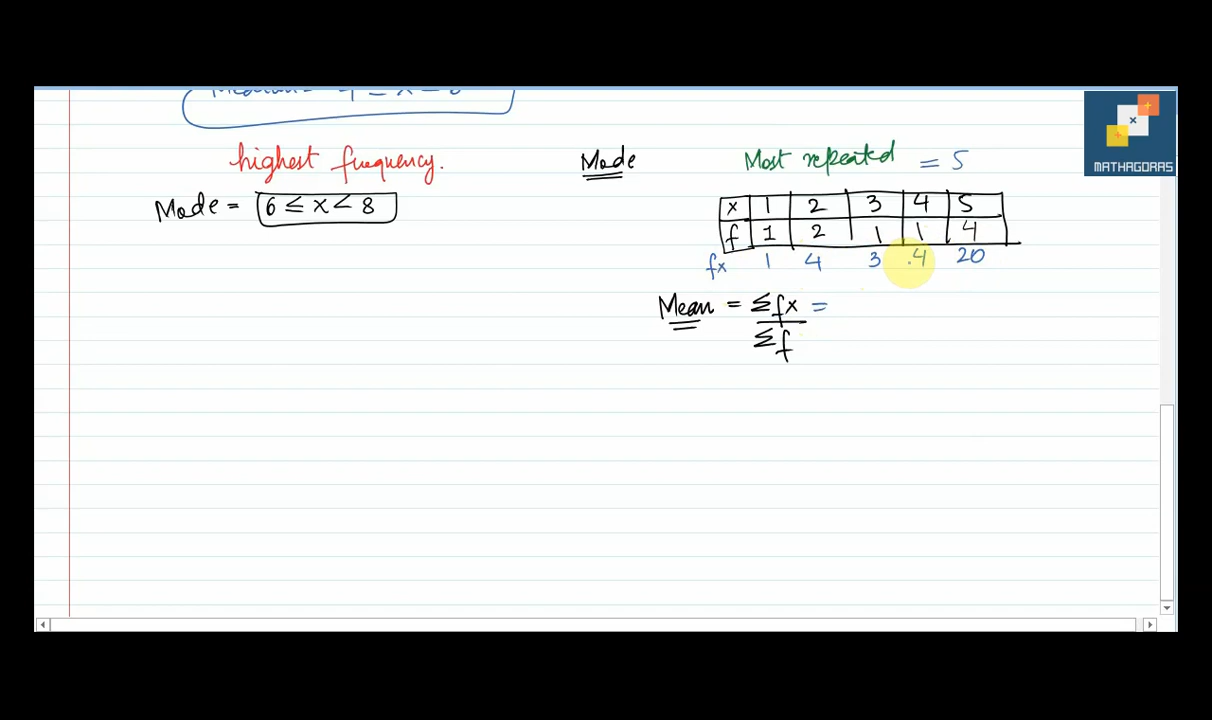 highest frequency.
Mode = 6 ≤ x < 8
MATHAGORAS
Mode
Most repeated = 5
x 1 2 3 4 5
f 1 2 1 1 4
fx 1 4 3 4 20
Mean = Σfx =
Σf